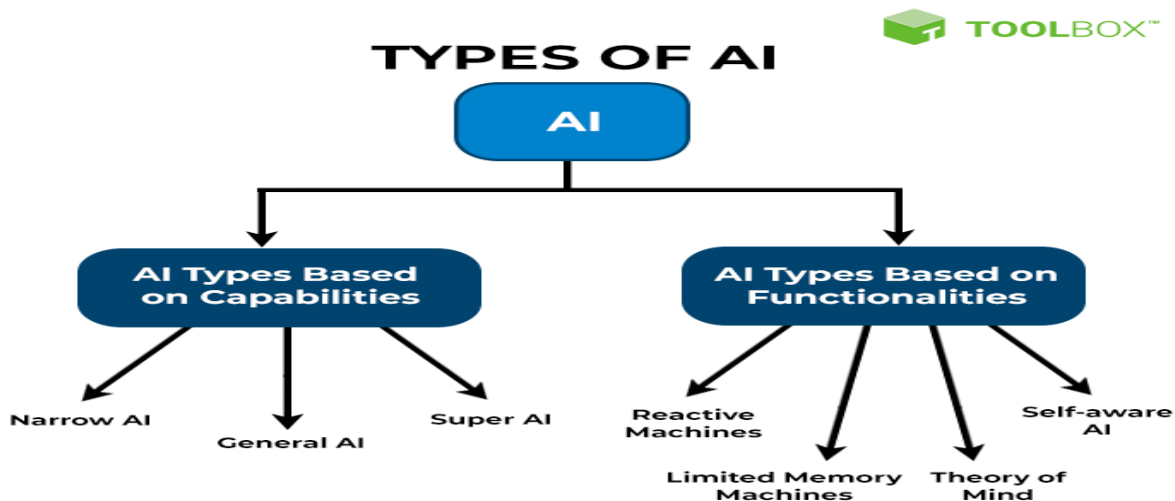 TOOLBOX™
TYPES OF AI
AI
AI Types Based
on Capabilities
AI Types Based on
Functionalities
Narrow AI
General AI
Super AI
Reactive
Machines
Limited Memory
Machines
Theory of
Mind
Self-aware
AI